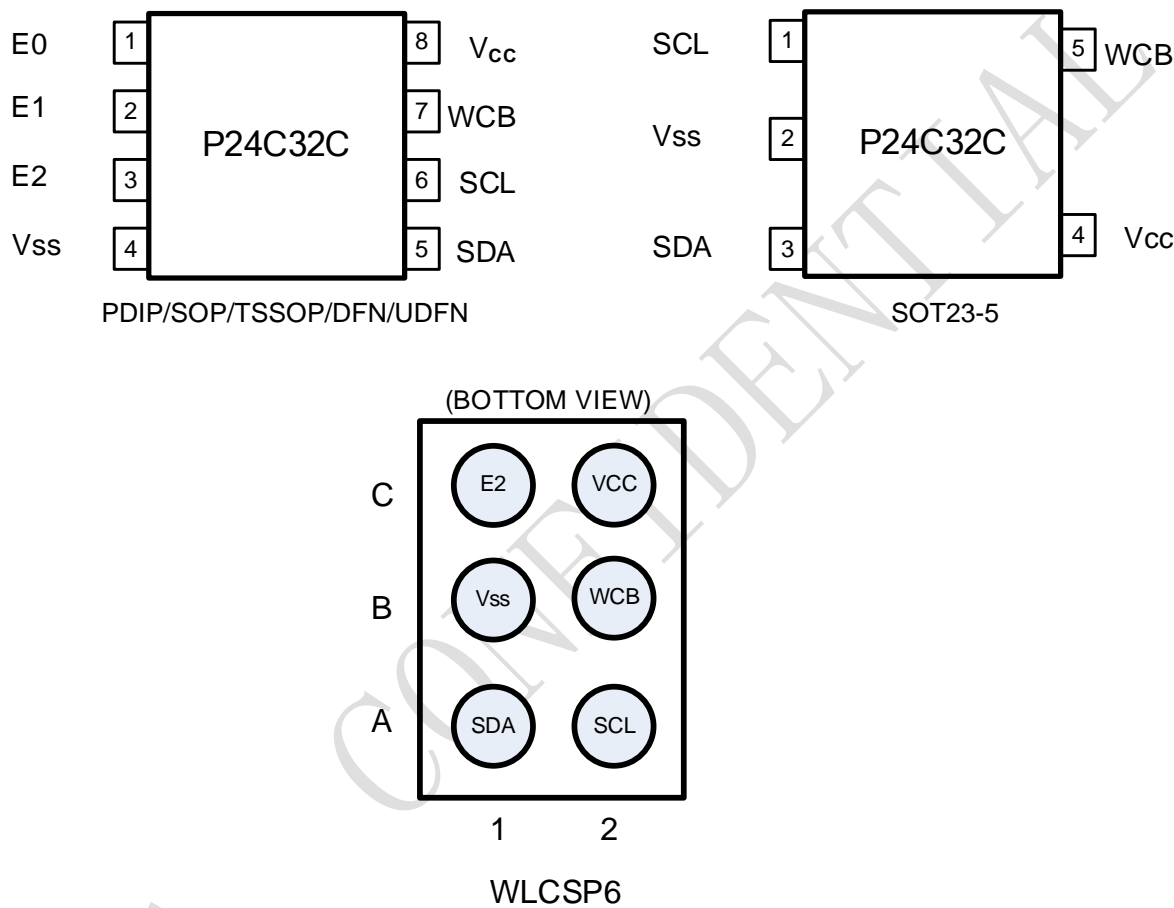 E0 1 8 Vcc
E1 2 7 WCB
P24C32C
E2 3 6 SCL
Vss 4 5 SDA
PDIP/SOP/TSSOP/DFN/UDFN
SCL 1 5 WCB
Vss 2 P24C32C
SDA 3 4 Vcc
SOT23-5
(BOTTOM VIEW)
C E2 VCC
B Vss WCB
A SDA SCL
1 2
WLCSP6
CONFIDENTIAL